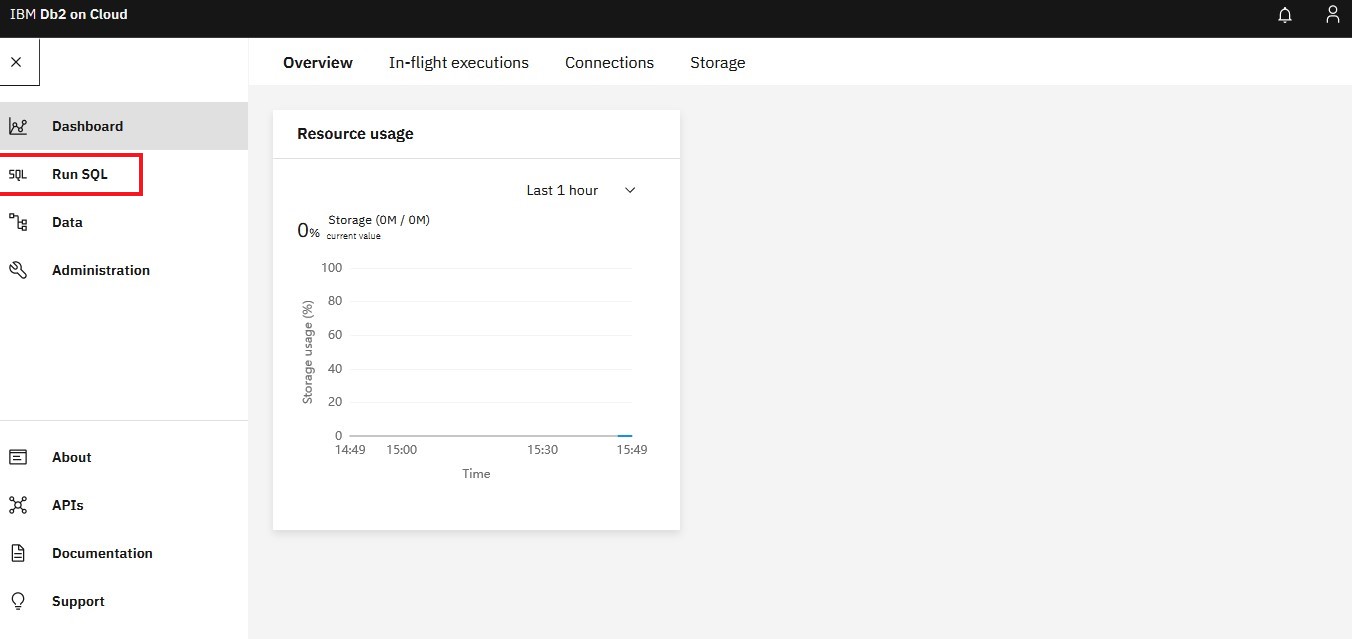 IBM Db2 on Cloud
Overview In-flight executions Connections Storage
Dashboard
SQL Run SQL
Data
Administration
About
APIs
Documentation
Support
Resource usage
Last 1 hour
0% Storage (0M / 0M)
current value
Storage usage (%)
100
80
60
40
20
0
14:49 15:00 15:30 15:49
Time